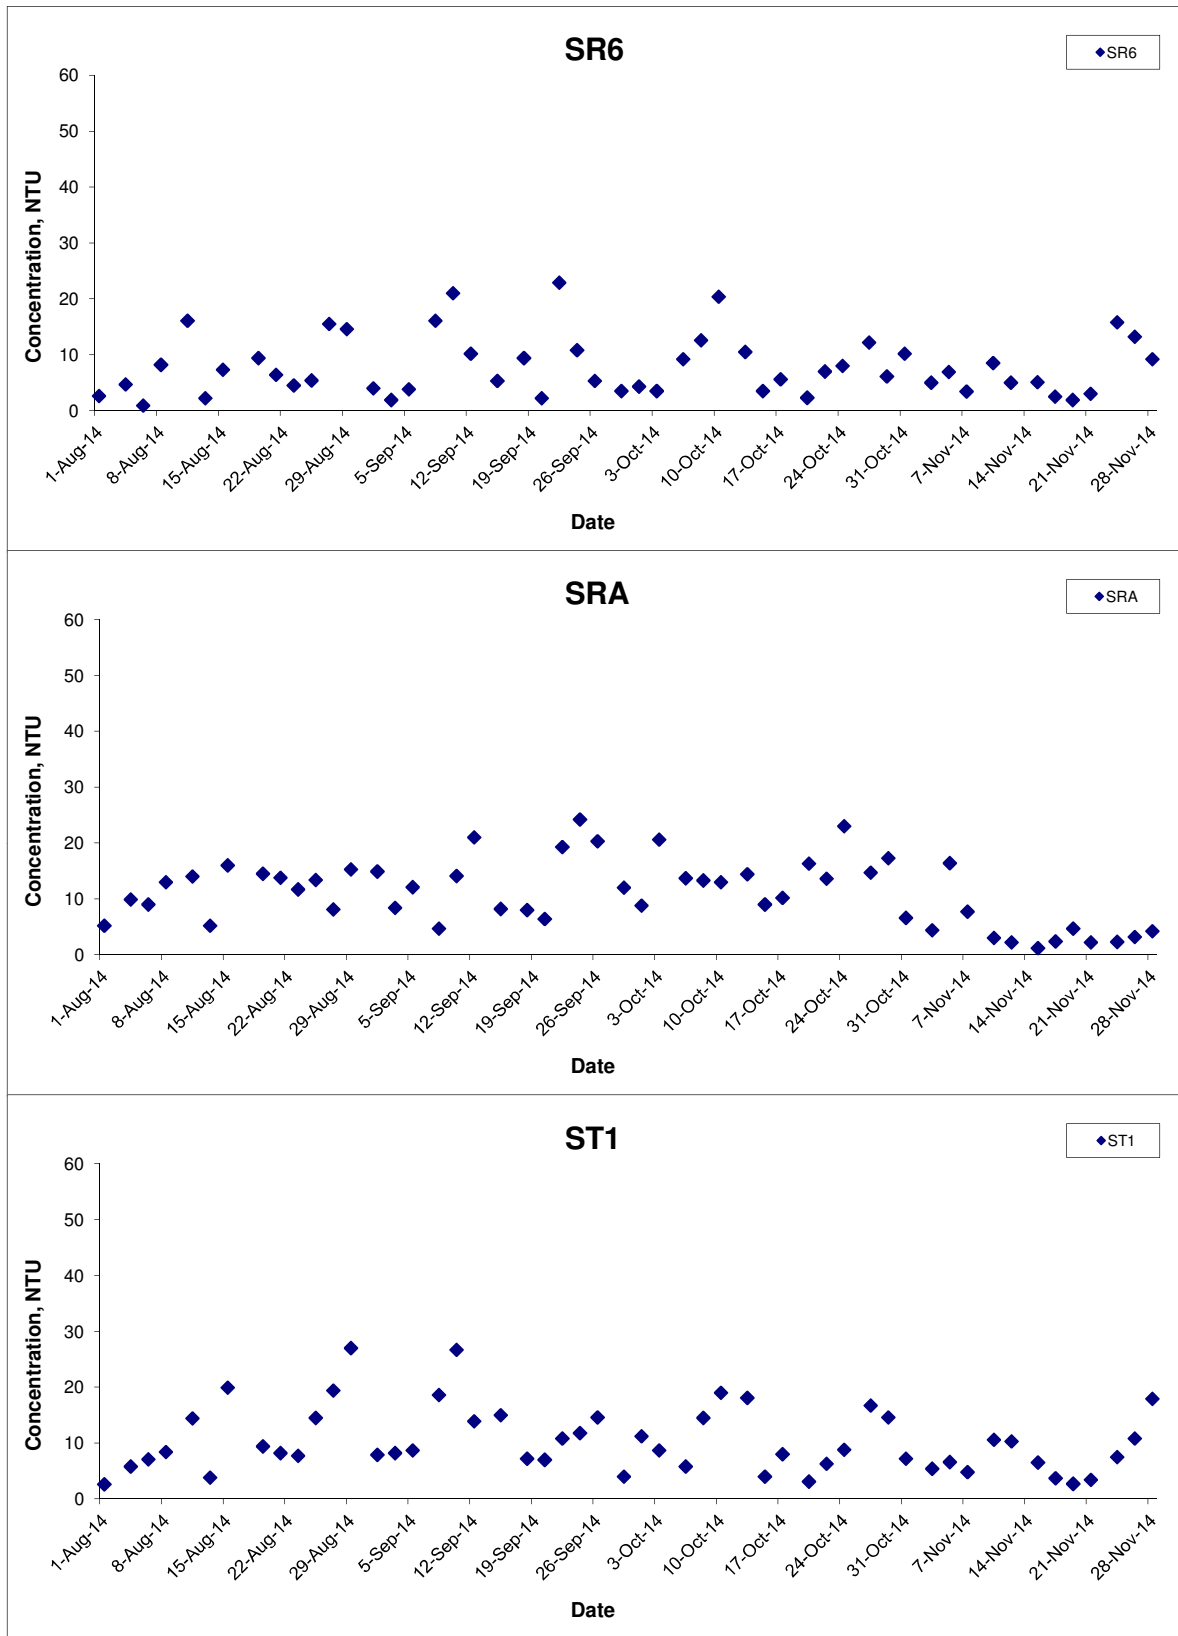 SR6
SR6
60
50
40
30
20
10
0
Concentration, NTU
1-Aug-14
8-Aug-14
15-Aug-14
22-Aug-14
29-Aug-14
5-Sep-14
12-Sep-14
19-Sep-14
26-Sep-14
3-Oct-14
10-Oct-14
17-Oct-14
24-Oct-14
31-Oct-14
7-Nov-14
14-Nov-14
21-Nov-14
28-Nov-14
Date
SRA
SRA
60
50
40
30
20
10
0
Concentration, NTU
1-Aug-14
8-Aug-14
15-Aug-14
22-Aug-14
29-Aug-14
5-Sep-14
12-Sep-14
19-Sep-14
26-Sep-14
3-Oct-14
10-Oct-14
17-Oct-14
24-Oct-14
31-Oct-14
7-Nov-14
14-Nov-14
21-Nov-14
28-Nov-14
Date
ST1
ST1
60
50
40
30
20
10
0
Concentration, NTU
1-Aug-14
8-Aug-14
15-Aug-14
22-Aug-14
29-Aug-14
5-Sep-14
12-Sep-14
19-Sep-14
26-Sep-14
3-Oct-14
10-Oct-14
17-Oct-14
24-Oct-14
31-Oct-14
7-Nov-14
14-Nov-14
21-Nov-14
28-Nov-14
Date